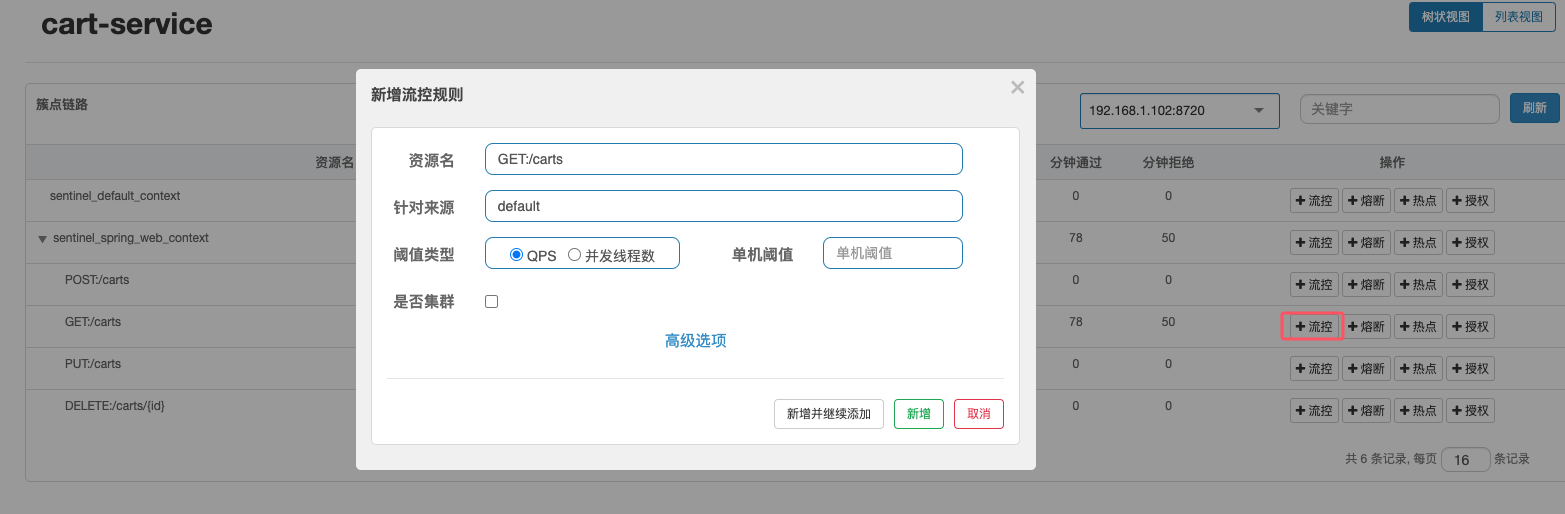 cart-service
树状视图 列表视图
簇点链路
192.168.1.102:8720 关键字 刷新
新增流控规则 ×
资源名 GET:/carts
针对来源 default
阈值类型 QPS 并发线程数 单机阈值 单机阈值
是否集群
高级选项
新增并继续添加 新增 取消
资源名 分钟通过 分钟拒绝 操作
sentinel_default_context 0 0 +流控 +熔断 +热点 +授权
sentinel_spring_web_context 78 50 +流控 +熔断 +热点 +授权
POST:/carts 0 0 +流控 +熔断 +热点 +授权
GET:/carts 78 50 +流控 +熔断 +热点 +授权
PUT:/carts 0 0 +流控 +熔断 +热点 +授权
DELETE:/carts/{id} 0 0 +流控 +熔断 +热点 +授权
共 6 条记录, 每页 16 条记录